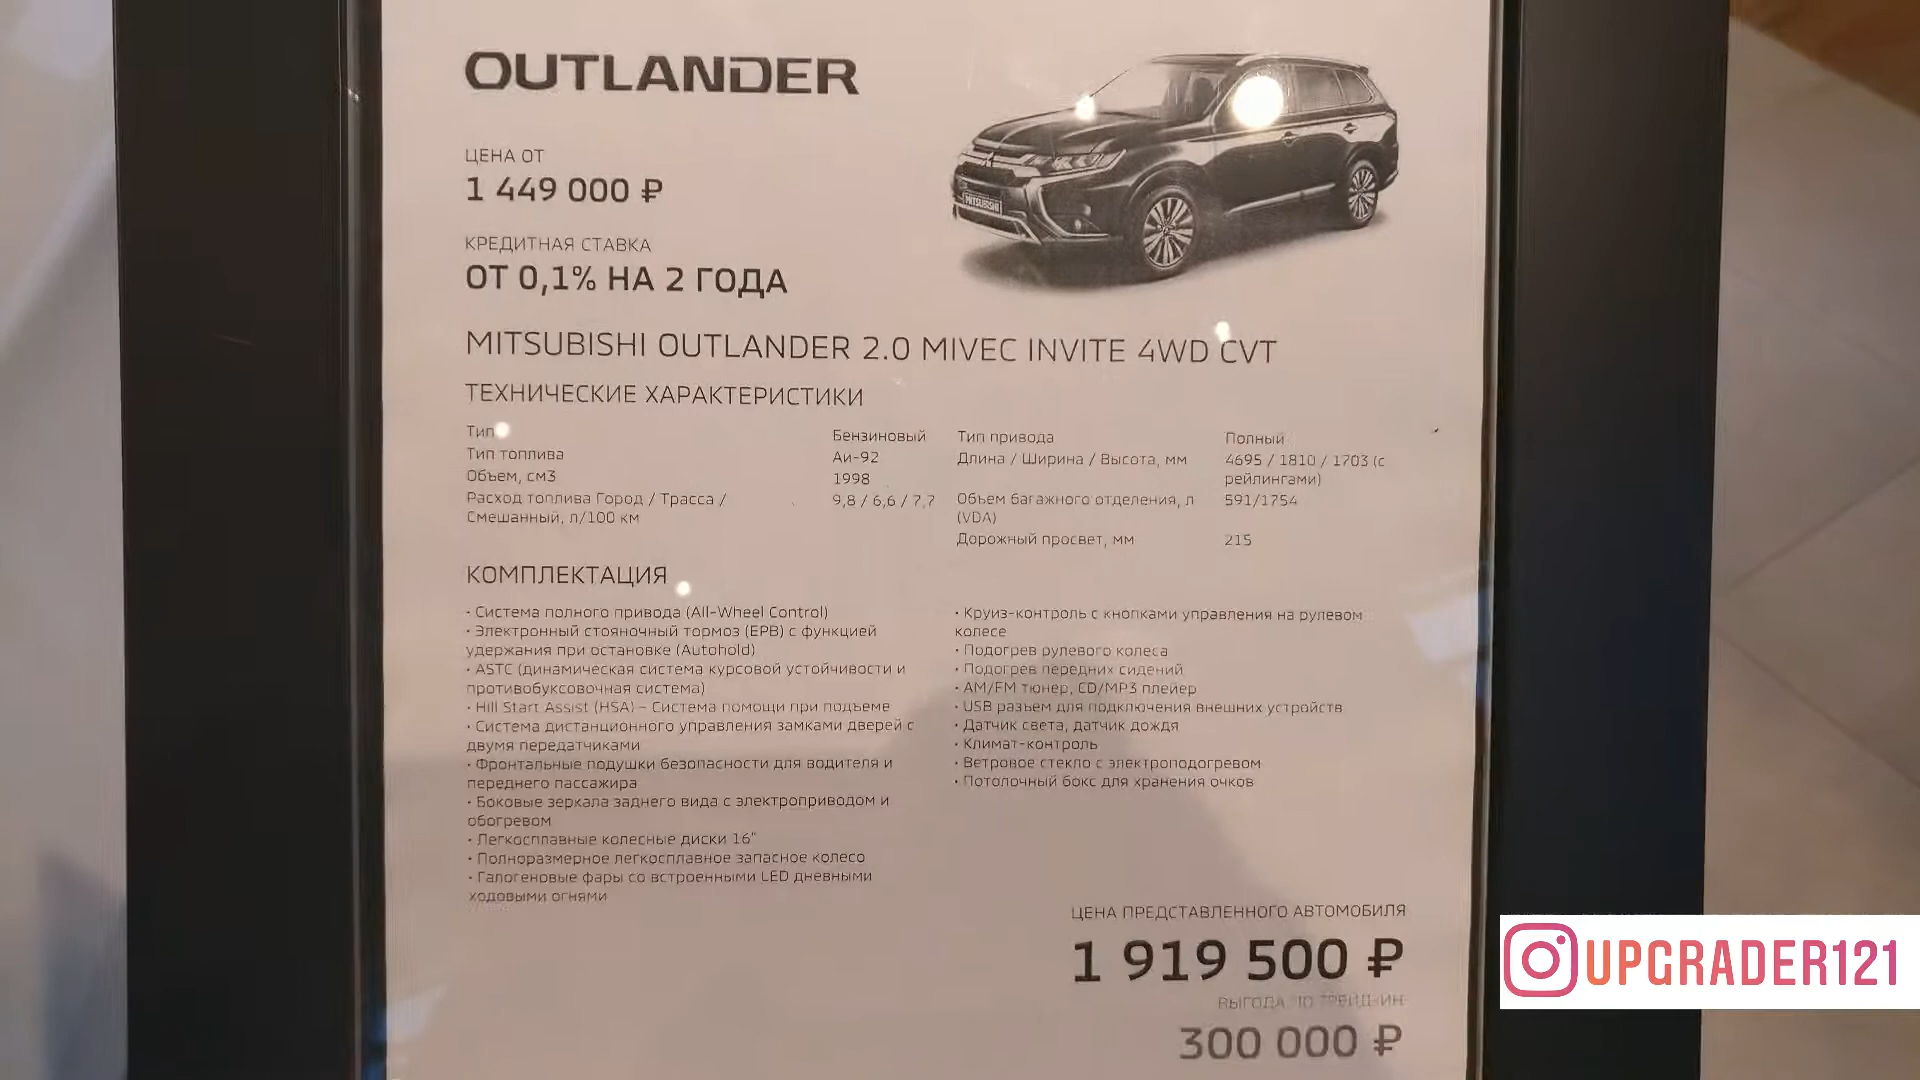 OUTLANDER
ЦЕНА ОТ
1 449 000 ₽
КРЕДИТНАЯ СТАВКА
ОТ 0,1% НА 2 ГОДА
MITSUBISHI
MITSUBISHI OUTLANDER 2.0 MIVEC INVITE 4WD CVT
ТЕХНИЧЕСКИЕ ХАРАКТЕРИСТИКИ
Тип Бензиновый
Тип топлива Аи-92
Объем, см3 1998
Расход топлива Город / Трасса / 9,8 / 6,6 / 7,7
Смешанный, л/100 км
Тип привода Полный
Длина / Ширина / Высота, мм 4695 / 1810 / 1703 (с
рейлингами)
Объем багажного отделения, л 591/1754
(VDA)
Дорожный просвет, мм 215
КОМПЛЕКТАЦИЯ
• Система полного привода (All-Wheel Control)
• Электронный стояночный тормоз (EPB) с функцией
удержания при остановке (Autohold)
• ASTC (динамическая система курсовой устойчивости и
противобуксовочная система)
• Hill Start Assist (HSA) – Система помощи при подъеме
• Система дистанционного управления замками дверей с
двумя передатчиками
• Фронтальные подушки безопасности для водителя и
переднего пассажира
• Боковые зеркала заднего вида с электроприводом и
обогревом
• Легкосплавные колесные диски 16"
• Полноразмерное легкосплавное запасное колесо
• Галогеновые фары со встроенными LED дневными
ходовыми огнями
• Круиз-контроль с кнопками управления на рулевом
колесе
• Подогрев рулевого колеса
• Подогрев передних сидений
• AM/FM тюнер, CD/MP3 плейер
• USB разъем для подключения внешних устройств
• Датчик света, датчик дождя
• Климат-контроль
• Ветровое стекло с электроподогревом
• Потолочный бокс для хранения очков
ЦЕНА ПРЕДСТАВЛЕННОГО АВТОМОБИЛЯ
1 919 500 ₽
ВЫГОДА ПО ТРЕЙД-ИН
300 000 ₽
UPGRADER121